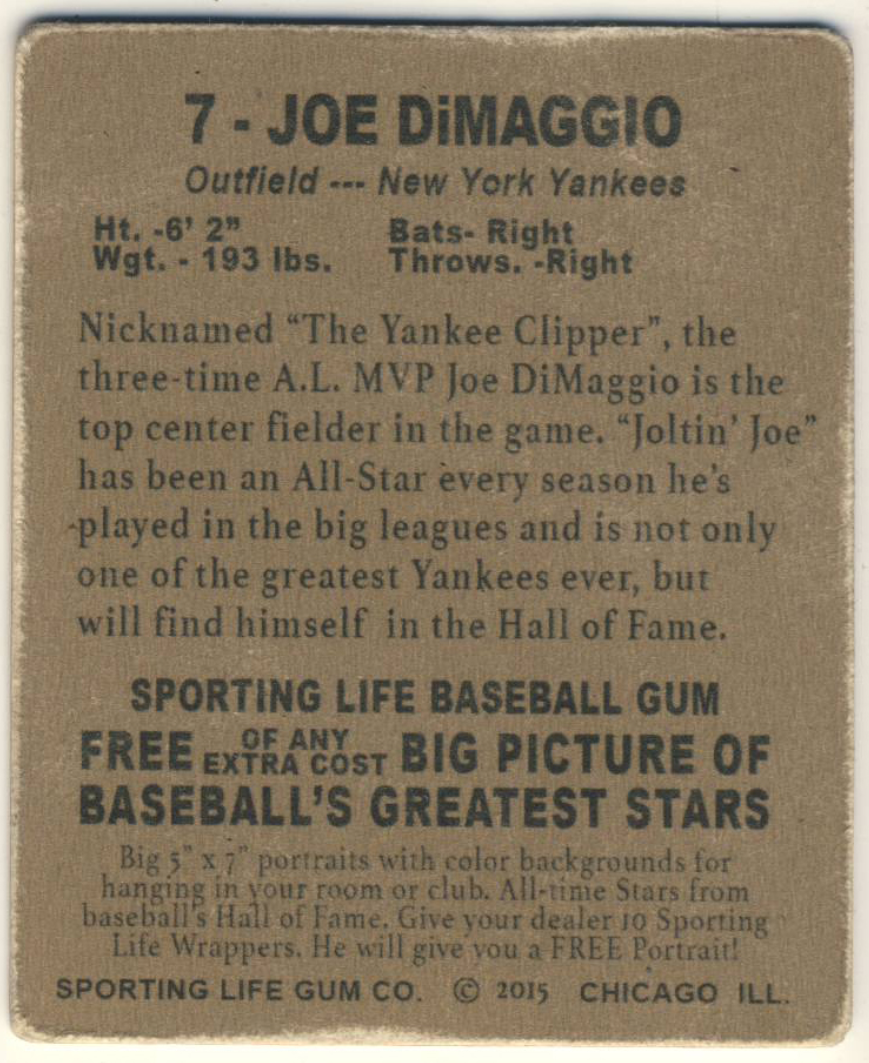 7 - JOE DiMAGGIO
Outfield --- New York Yankees
Ht. -6' 2” Bats- Right
Wgt. - 193 lbs. Throws. -Right
Nicknamed “The Yankee Clipper”, the
three-time A.L. MVP Joe DiMaggio is the
top center fielder in the game. “Joltin' Joe”
has been an All-Star every season he's
played in the big leagues and is not only
one of the greatest Yankees ever, but
will find himself in the Hall of Fame.
SPORTING LIFE BASEBALL GUM
FREE OF ANY EXTRA COST BIG PICTURE OF
BASEBALL'S GREATEST STARS
Big 5” x 7” portraits with color backgrounds for
hanging in your room or club. All-time Stars from
baseball's Hall of Fame. Give your dealer 10 Sporting
Life Wrappers. He will give you a FREE Portrait!
SPORTING LIFE GUM CO. © 2015 CHICAGO ILL.